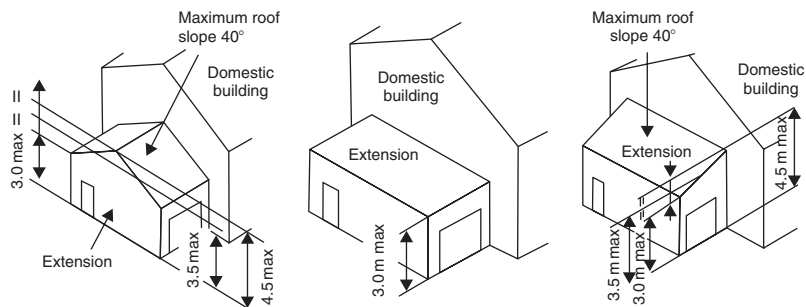 Maximum roof
slope 40°
Domestic
building
=
=
3.0 max
Extension
3.5 max
4.5 max
Domestic
building
Extension
3.0 m max
Maximum roof
slope 40°
Domestic
building
Extension
=
4.5 m max
3.5 m max
3.0 m max